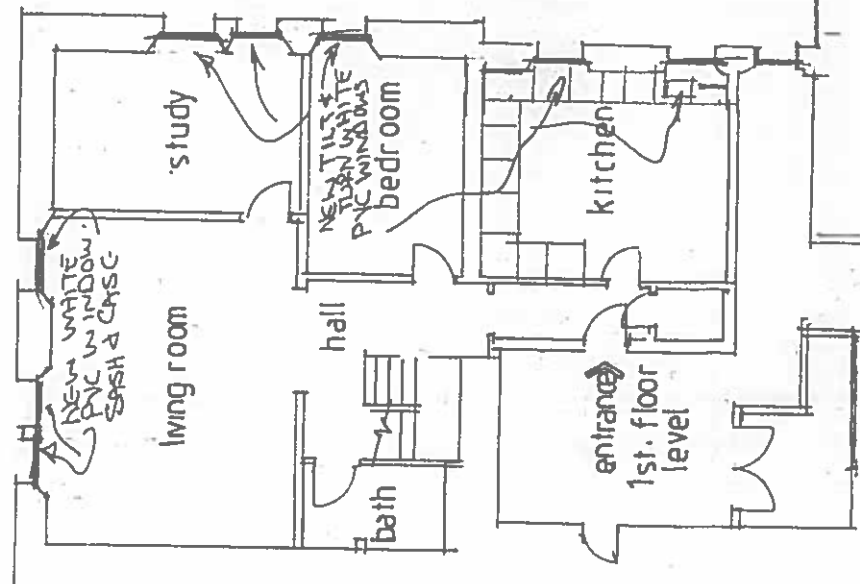 study
NEW TILT &
TURN WHITE
PVC WINDOWS
bedroom
kitchen
NEW WHITE
PVC WINDOW.
SASH & CASE
living room
hall
bath
entrance
1st. floor
level